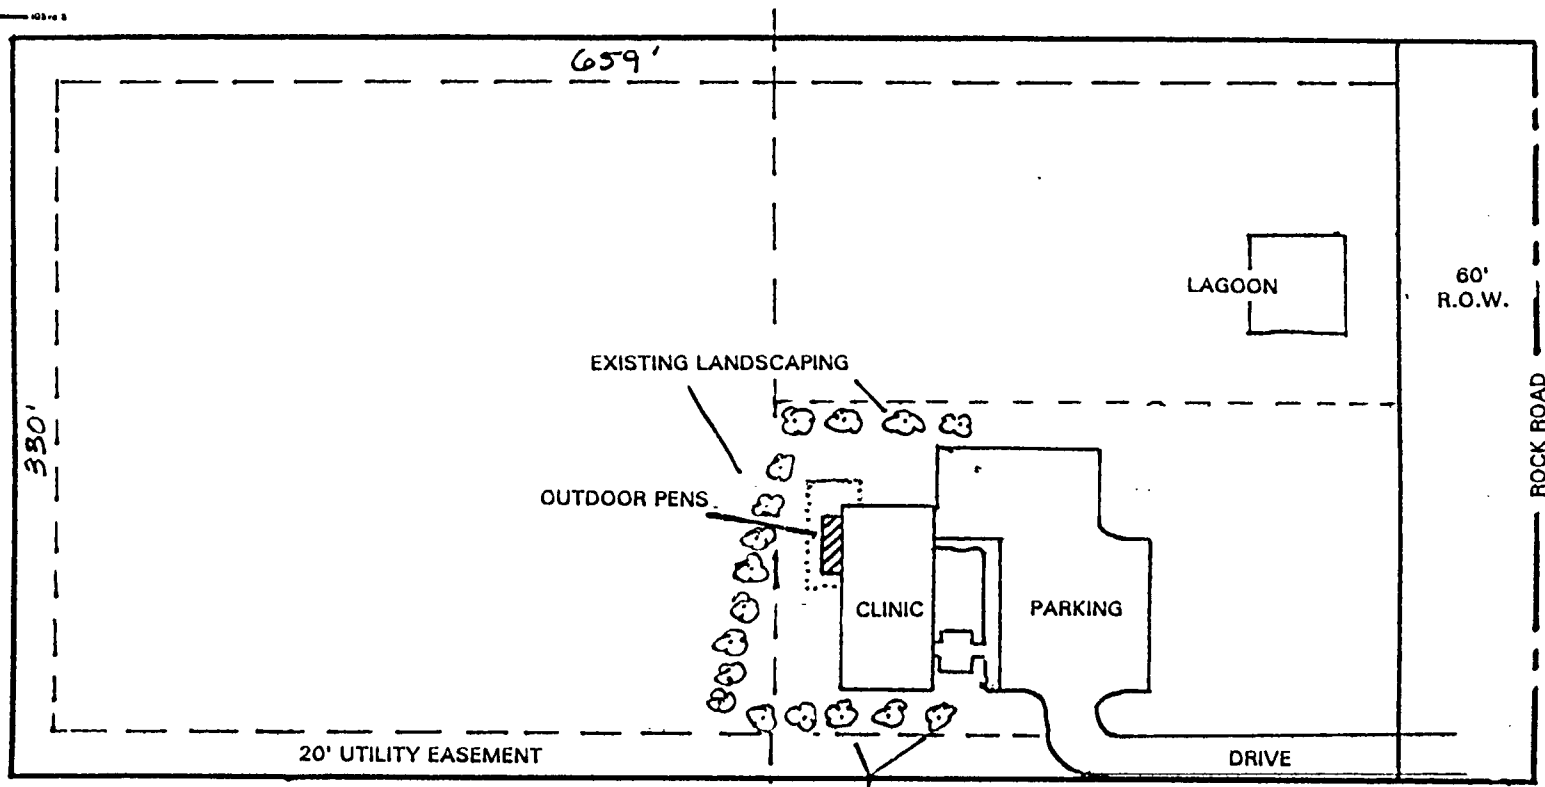 659'
LAGOON
60'
R.O.W.
EXISTING LANDSCAPING
330'
ROCK ROAD
OUTDOOR PENS
CLINIC
PARKING
20' UTILITY EASEMENT
DRIVE